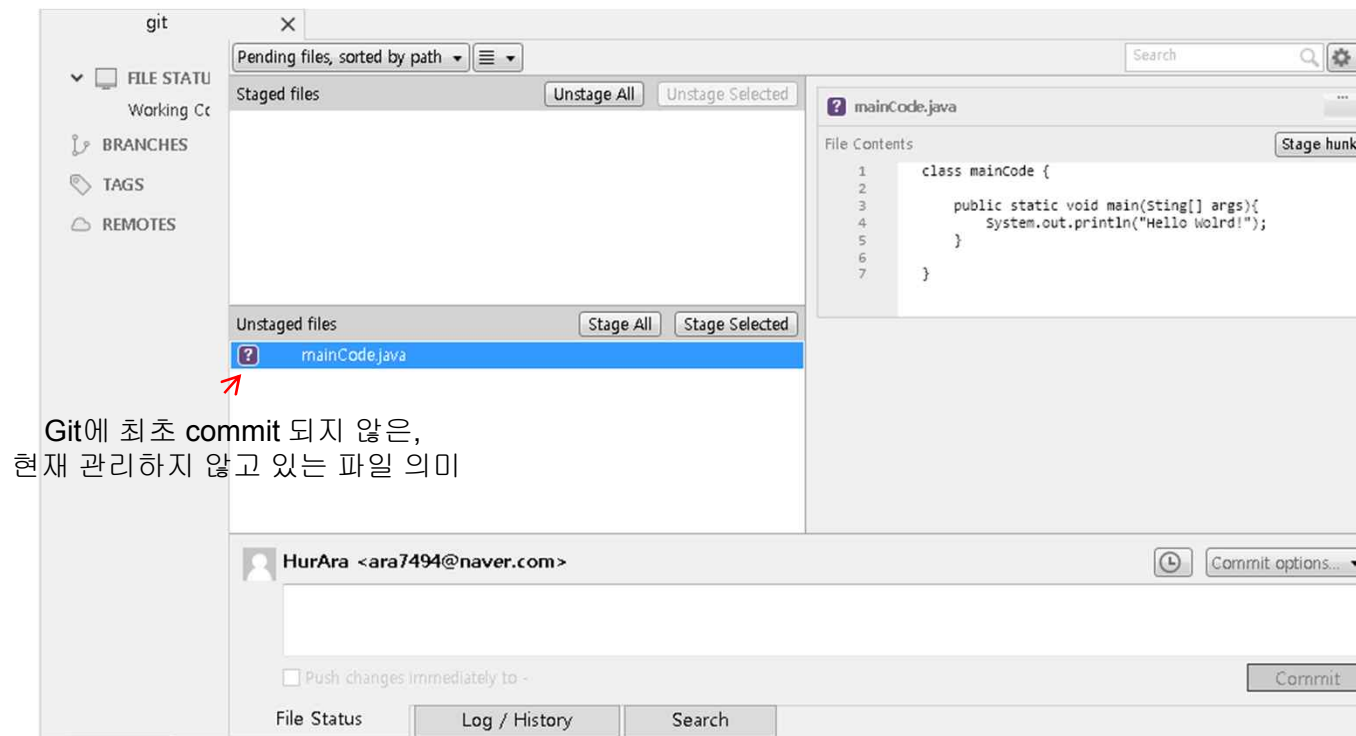 git
Pending files, sorted by path
Search
FILE STATU
Working Cc
BRANCHES
TAGS
REMOTES
Staged files
Unstage All
Unstage Selected
? mainCode.java
...
File Contents
Stage hunk
1 class mainCode {
2
3 public static void main(Sting[] args){
4 System.out.println("Hello Wolrd!");
5 }
6
7 }
Unstaged files
Stage All
Stage Selected
? mainCode.java
Git에 최초 commit 되지 않은,
현재 관리하지 않고 있는 파일 의미
HurAra <ara7494@naver.com>
Commit options...
Push changes immediately to -
Commit
File Status
Log / History
Search